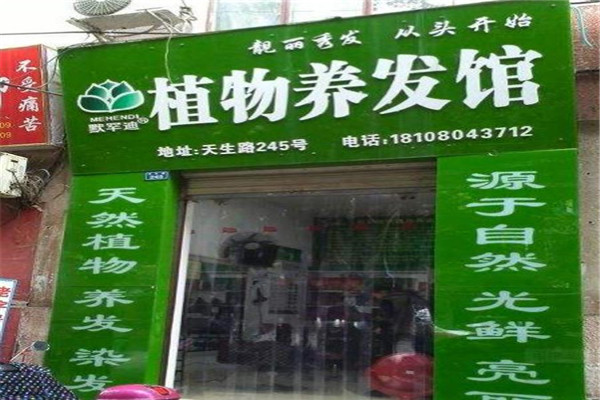 靓丽秀发 从头开始
MEHENDI
默罕迪®
植物养发馆
地址:天生路245号 电话:18108043712
天然植物养发染发
源于自然光鲜亮丽
不受痛苦